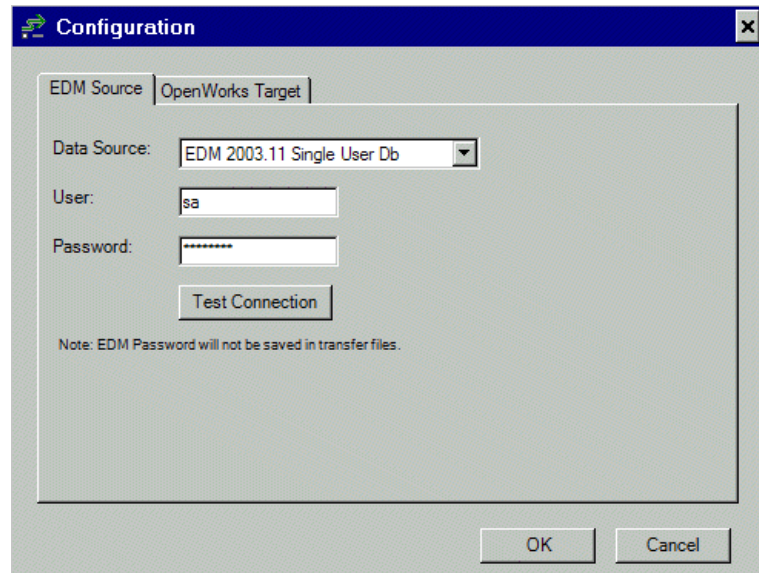 Configuration
EDM Source OpenWorks Target
Data Source: EDM 2003.11 Single User Db
User: sa
Password: ********
Test Connection
Note: EDM Password will not be saved in transfer files.
OK Cancel